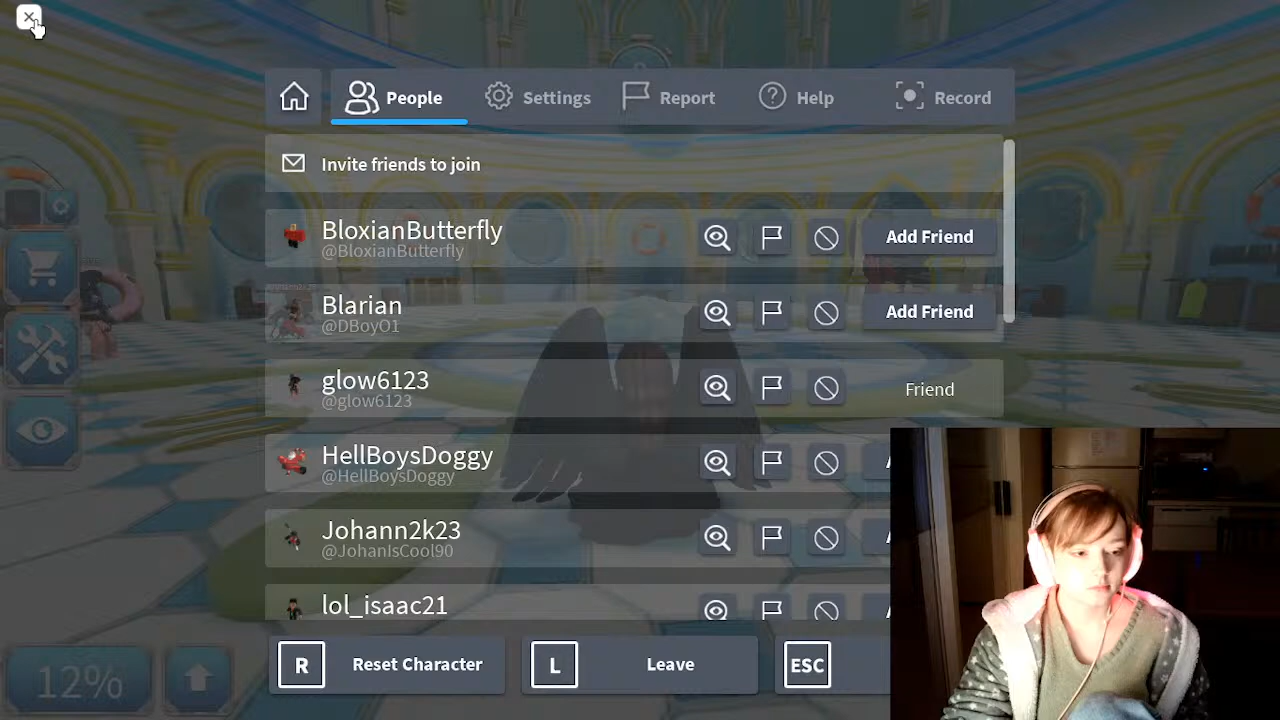 People
Settings
Report
Help
Record
Invite friends to join
BloxianButterfly
@BloxianButterfly
Add Friend
Blarian
@DBoyO1
Add Friend
glow6123
@glow6123
Friend
HellBoysDoggy
@HellBoysDoggy
Johann2k23
@JohanIsCool90
lol_isaac21
R Reset Character
L Leave
ESC
12%